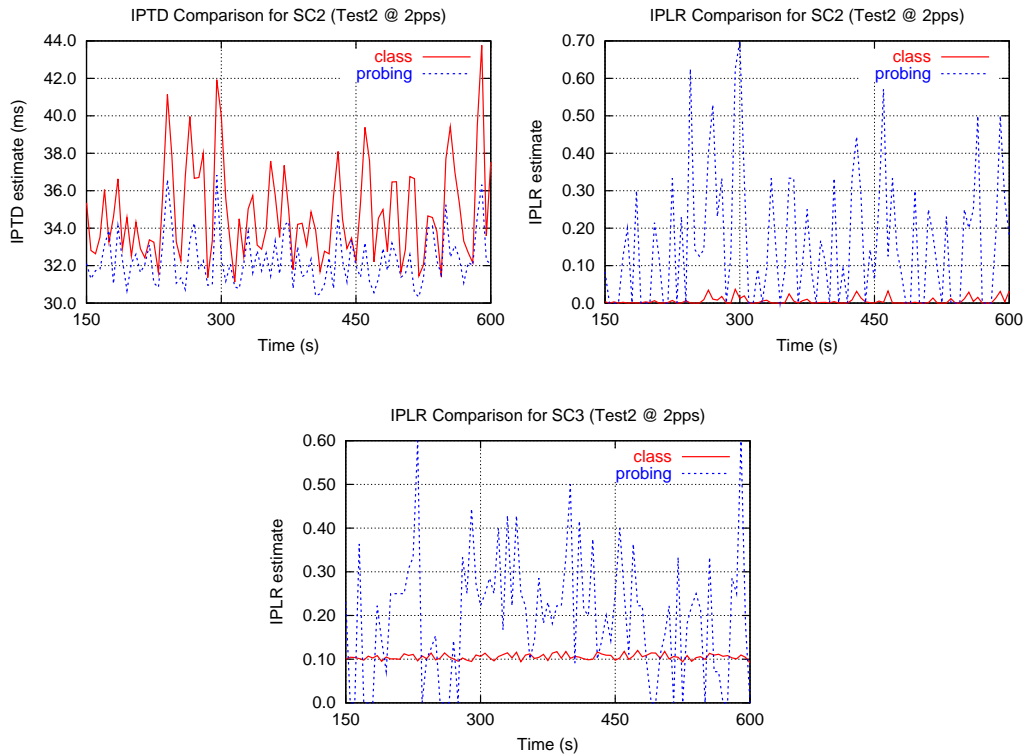 IPTD Comparison for SC2 (Test2 @ 2pps)
44.0
42.0
40.0
38.0
36.0
34.0
32.0
30.0
IPTD estimate (ms)
class
probing
150
300
450
600
Time (s)
IPLR Comparison for SC2 (Test2 @ 2pps)
0.70
0.60
0.50
0.40
0.30
0.20
0.10
0.0
IPLR estimate
class
probing
150
300
450
600
Time (s)
IPLR Comparison for SC3 (Test2 @ 2pps)
0.60
0.50
0.40
0.30
0.20
0.10
0.0
IPLR estimate
class
probing
150
300
450
600
Time (s)